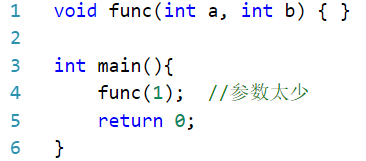 1 void func(int a, int b) { }
2
3 int main(){
4     func(1);  //参数太少
5     return 0;
6 }